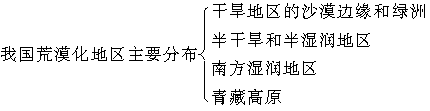 我国荒漠化地区主要分布
干旱地区的沙漠边缘和绿洲
半干旱和半湿润地区
南方湿润地区
青藏高原